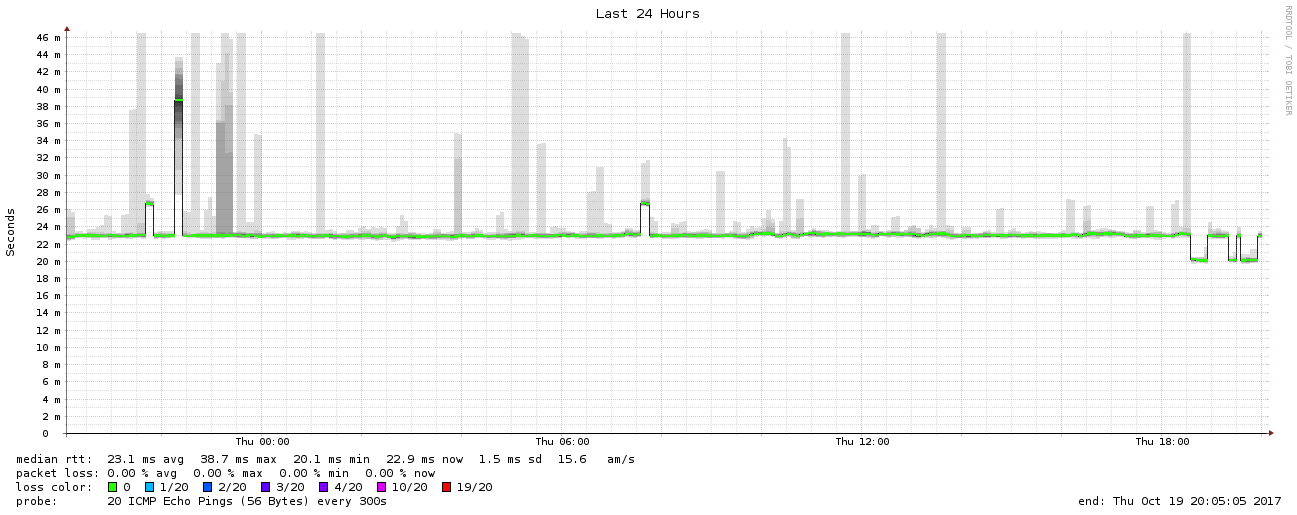 Last 24 Hours
RRDTOOL / TOBI OETIKER
Seconds
46 m
44 m
42 m
40 m
38 m
36 m
34 m
32 m
30 m
28 m
26 m
24 m
22 m
20 m
18 m
16 m
14 m
12 m
10 m
8 m
6 m
4 m
2 m
0
Thu 00:00 Thu 06:00 Thu 12:00 Thu 18:00
median rtt: 23.1 ms avg 38.7 ms max 20.1 ms min 22.9 ms now 1.5 ms sd 15.6 am/s
packet loss: 0.00 % avg 0.00 % max 0.00 % min 0.00 % now
loss color: 0 1/20 2/20 3/20 4/20 10/20 19/20
probe: 20 ICMP Echo Pings (56 Bytes) every 300s end: Thu Oct 19 20:05:05 2017